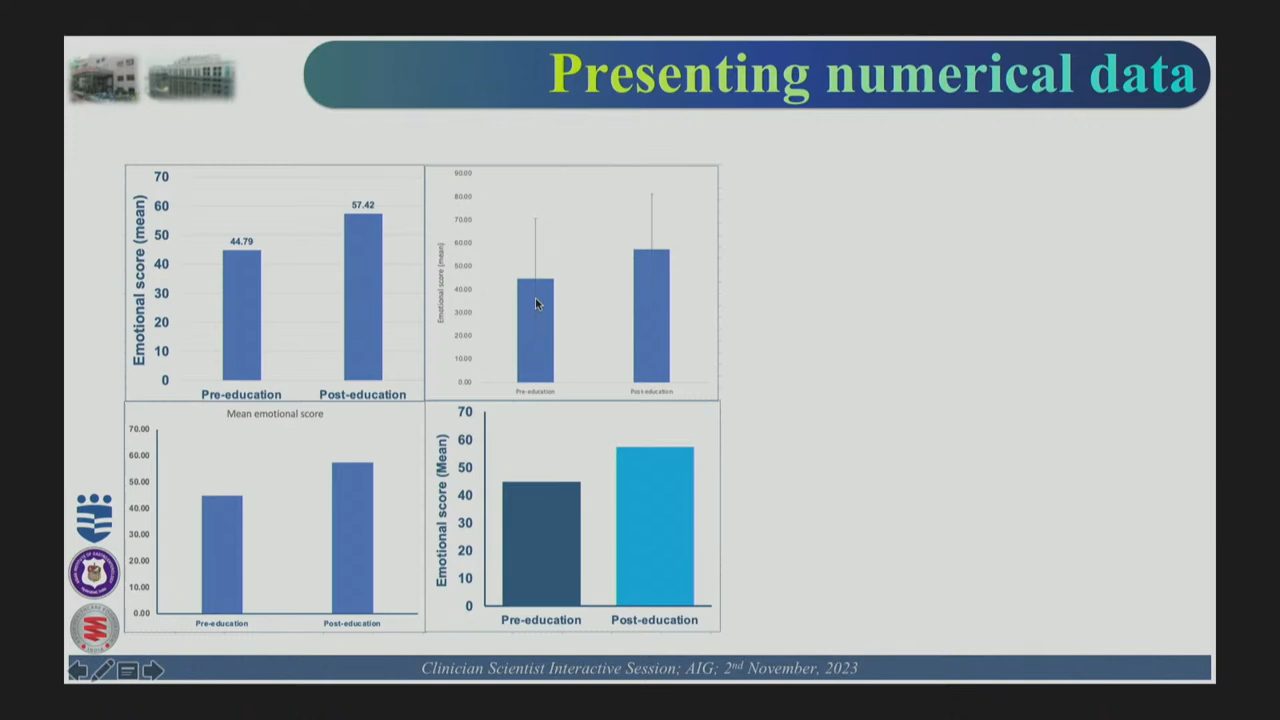 Presenting numerical data
70
60
50
40
30
20
10
0
Emotional score (mean)
44.79
57.42
Pre-education
Post-education
90.00
80.00
70.00
60.00
50.00
40.00
30.00
20.00
10.00
0.00
Emotional score (mean)
Pre-education
Post-education
Mean emotional score
70.00
60.00
50.00
40.00
30.00
20.00
10.00
0.00
Pre-education
Post-education
70
60
50
40
30
20
10
0
Emotional score (Mean)
Pre-education
Post-education
INDIA
Clinician Scientist Interactive Session; AIG; 2nd November, 2023